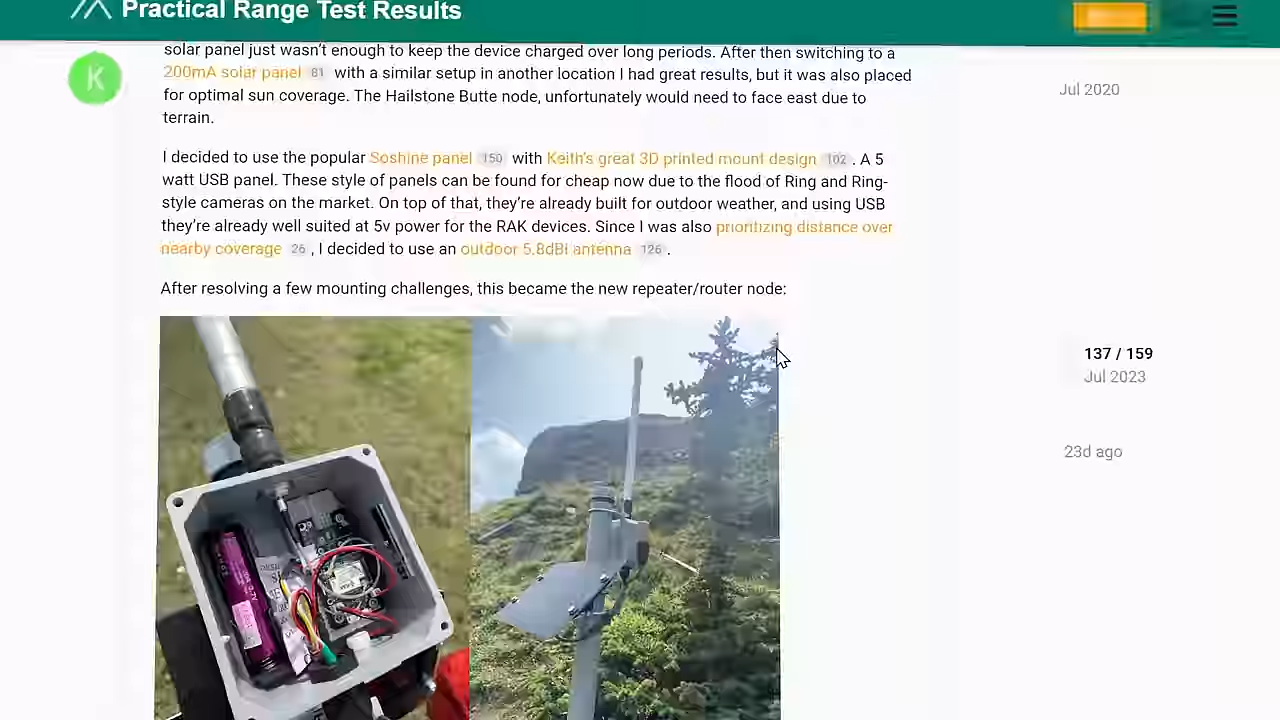 Practical Range Test Results
solar panel just wasn't enough to keep the device charged over long periods. After then switching to a
K
200mA solar panel 81 with a similar setup in another location I had great results, but it was also placed
Jul 2020
for optimal sun coverage. The Hailstone Butte node, unfortunately would need to face east due to
terrain.
I decided to use the popular Soshine panel 150 with Keith's great 3D printed mount design 102 . A 5
watt USB panel. These style of panels can be found for cheap now due to the flood of Ring and Ring-
style cameras on the market. On top of that, they're already built for outdoor weather, and using USB
they're already well suited at 5v power for the RAK devices. Since I was also prioritizing distance over
nearby coverage 26 , I decided to use an outdoor 5.8dBi antenna 126 .
After resolving a few mounting challenges, this became the new repeater/router node:
137 / 159
Jul 2023
23d ago